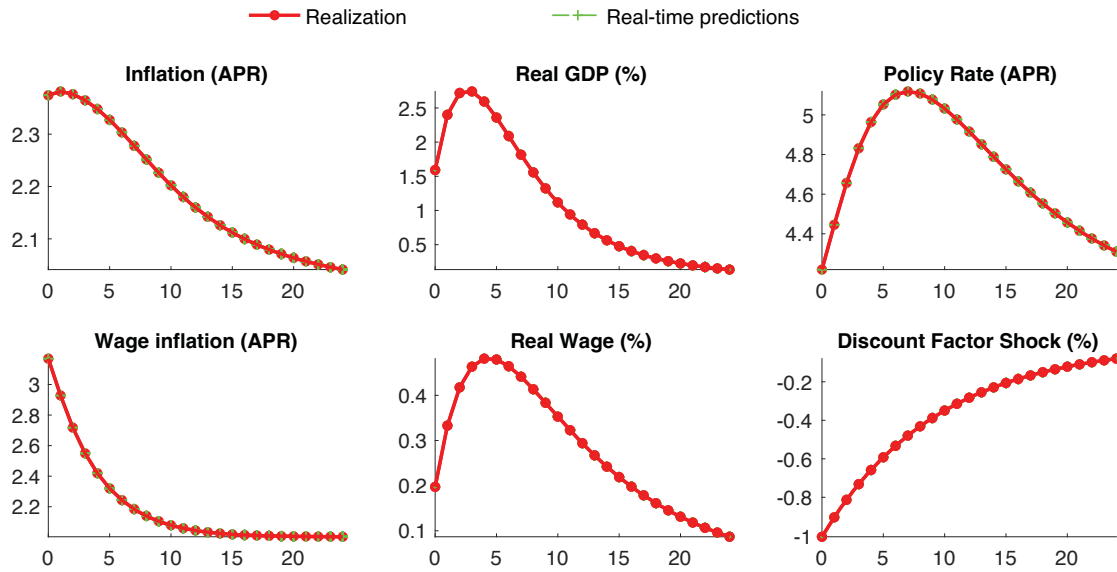 Realization Real-time predictions
Inflation (APR) Real GDP (%) Policy Rate (APR)
2.3
2.2
2.1
0 5 10 15 20
2.5
2
1.5
1
0.5
0 5 10 15 20
5
4.8
4.6
4.4
0 5 10 15 20
Wage inflation (APR) Real Wage (%) Discount Factor Shock (%)
3
2.8
2.6
2.4
2.2
0 5 10 15 20
0.4
0.3
0.2
0.1
0 5 10 15 20
-0.2
-0.4
-0.6
-0.8
-1
0 5 10 15 20